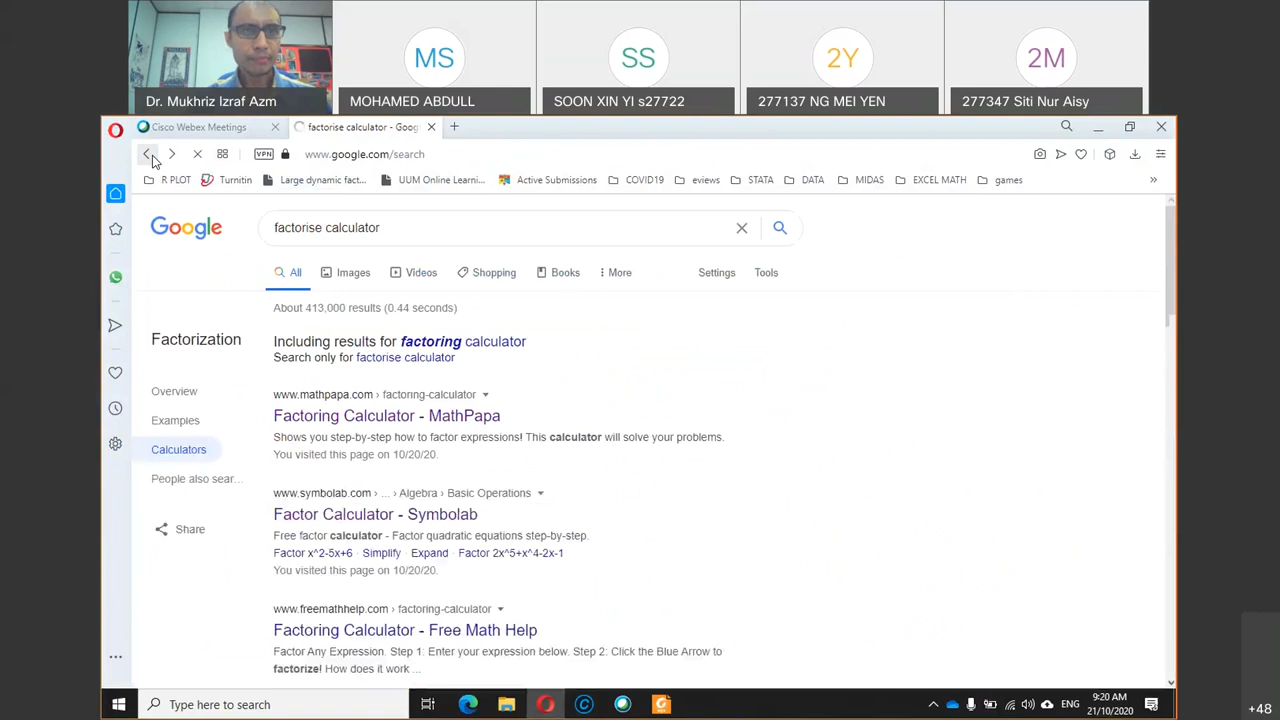 MS
SS
2Y
2M
Dr. Mukhriz Izraf Azm
MOHAMED ABDULL
SOON XIN YI s27722
277137 NG MEI YEN
277347 Siti Nur Aisy
Cisco Webex Meetings
factorise calculator - Goog
VPN
www.google.com/search
R PLOT
Turnitin
Large dynamic fact...
UUM Online Learni...
Active Submissions
COVID19
eviews
STATA
DATA
MIDAS
EXCEL MATH
games
Google
factorise calculator
All
Images
Videos
Shopping
Books
More
Settings
Tools
About 413,000 results (0.44 seconds)
Factorization
Overview
Examples
Calculators
People also sear...
Share
Including results for factoring calculator
Search only for factorise calculator
www.mathpapa.com › factoring-calculator
Factoring Calculator - MathPapa
Shows you step-by-step how to factor expressions! This calculator will solve your problems.
You visited this page on 10/20/20.
www.symbolab.com › ... › Algebra › Basic Operations
Factor Calculator - Symbolab
Free factor calculator - Factor quadratic equations step-by-step.
Factor x^2-5x+6 · Simplify · Expand · Factor 2x^5+x^4-2x-1
You visited this page on 10/20/20.
www.freemathhelp.com › factoring-calculator
Factoring Calculator - Free Math Help
Factor Any Expression. Step 1: Enter your expression below. Step 2: Click the Blue Arrow to
factorize! How does it work ...
Type here to search
ENG
9:20 AM
21/10/2020
+48